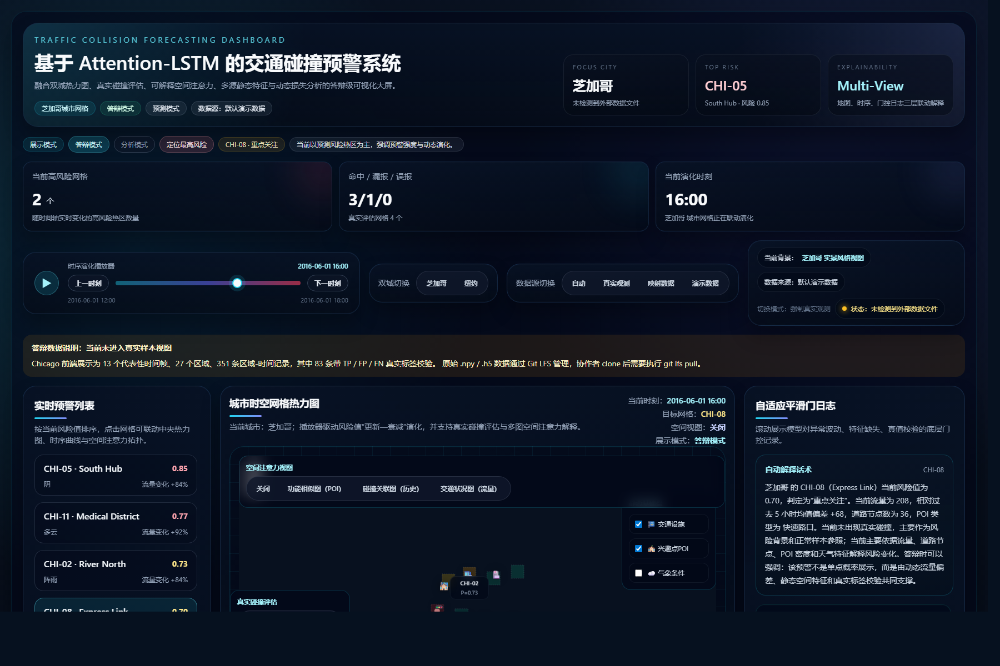 TRAFFIC COLLISION FORECASTING DASHBOARD
基于 Attention-LSTM 的交通碰撞预警系统
融合双城热力图、真实碰撞评估、可解释空间注意力、多源静态特征与动态损失分析的答辩级可视化大屏。
芝加哥城市网格
答辩模式
预测模式
数据源：默认演示数据
FOCUS CITY
芝加哥
未检测到外部数据文件
TOP RISK
CHI-05
South Hub · 风险 0.85
EXPLAINABILITY
Multi-View
地图、时序、门控日志三层联动解释
展示模式
答辩模式
分析模式
定位最高风险
CHI-08 · 重点关注
当前以预测风险热区为主，强调预警强度与动态演化。
当前高风险网格
2 个
随时间轴实时变化的高风险热区数量
命中 / 漏报 / 误报
3/1/0
真实评估网格 4 个
当前演化时刻
16:00
芝加哥 城市网格正在联动演化
时序演化播放器
2016-06-01 16:00
上一时刻
下一时刻
2016-06-01 12:00
2016-06-01 18:00
双城切换
芝加哥
纽约
数据源切换
自动
真实观测
映射数据
演示数据
当前背景： 芝加哥 实景风格视图
数据来源：默认演示数据
切换模式：强制真实观测
状态：未检测到外部数据文件
答辩数据说明：当前未进入真实样本视图
Chicago 前端展示为 13 个代表性时间帧、27 个区域、351 条区域-时间记录，其中 83 条带 TP / FP / FN 真实标签校验。 原始 .npy / .h5 数据通过 Git LFS 管理，协作者 clone 后需要执行 git lfs pull。
实时预警列表
按当前风险值排序，点击网格可联动中央热力
图、时序曲线与空间注意力拓扑。
CHI-05 · South Hub
0.85
阴
流量变化 +84%
CHI-11 · Medical District
0.77
多云
流量变化 +92%
CHI-02 · River North
0.73
阵雨
流量变化 +84%
CHI-08 · Express Link
0.70
城市时空网格热力图
当前城市：芝加哥；播放器驱动风险值“更新—衰减”演化，并支持真实碰撞评估与多图空间注意力解释。
当前时刻：2016-06-01 16:00
目标网格：CHI-08
空间视图：关闭
展示模式：答辩模式
空间注意力视图
关闭
功能相似图（POI）
碰撞关联图（历史）
交通状况图（流量）
交通设施
兴趣点POI
气象条件
CHI-02
P=0.73
真实碰撞评估
自适应平滑门日志
滚动展示模型对异常波动、特征缺失、真值校验的底层门
控记录。
自动解释话术
CHI-08
芝加哥 的 CHI-08（Express Link）当前风险值为
0.70，判定为“重点关注”。当前流量为 208，相对过
去 5 小时均值偏差 +68，道路节点数为 36，POI 类
型为 快速路口。当前未出现真实碰撞，主要作为风
险背景和正常样本参照；当前主要依据流量、道路节
点、POI 密度和天气特征解释风险变化。答辩时可以
强调：该预警不是单点概率展示，而是由动态流量偏
差、静态空间特征和真实标签校验共同支撑。